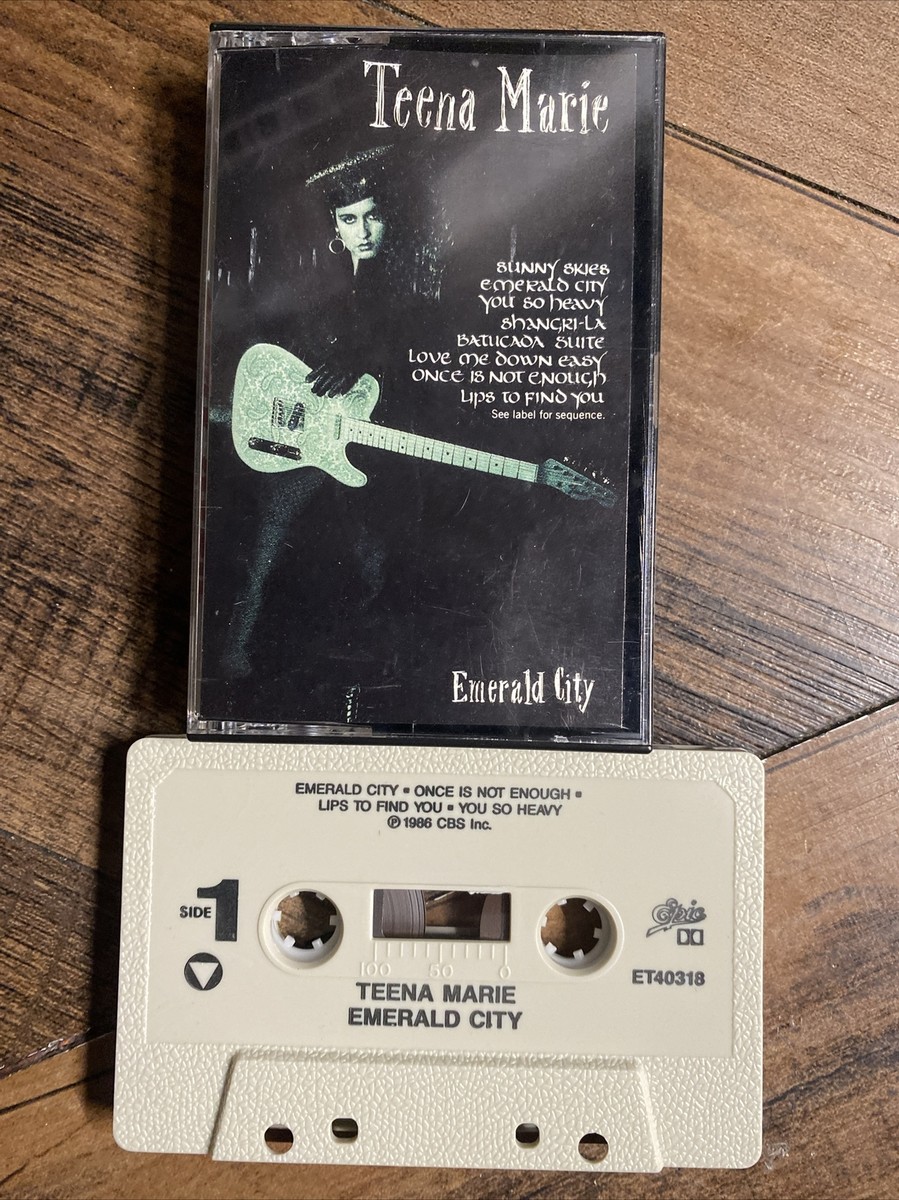 Teena Marie
SUNNY SKIES
EMERALD CITY
YOU SO HEAVY
SHANGRI-LA
BATUCADA SUITE
LOVE ME DOWN EASY
ONCE IS NOT ENOUGH
LIPS TO FIND YOU
See label for sequence.
Emerald City
EMERALD CITY ▪ ONCE IS NOT ENOUGH ▪
LIPS TO FIND YOU ▪ YOU SO HEAVY
℗ 1986 CBS Inc.
SIDE 1
Epic
100 50 0
ET40318
TEENA MARIE
EMERALD CITY